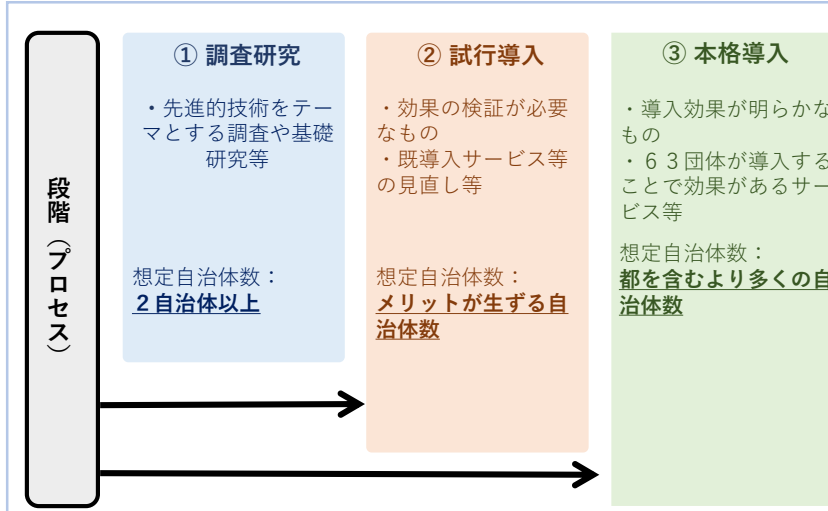 段階（プロセス）
① 調査研究
・先進的技術をテー
マとする調査や基礎
研究等
想定自治体数：
２自治体以上
② 試行導入
・効果の検証が必要
なもの
・既導入サービス等
の見直し等
想定自治体数：
メリットが生ずる自
治体数
③ 本格導入
・導入効果が明らかな
もの
・６３団体が導入する
ことで効果があるサー
ビス等
想定自治体数：
都を含むより多くの自
治体数